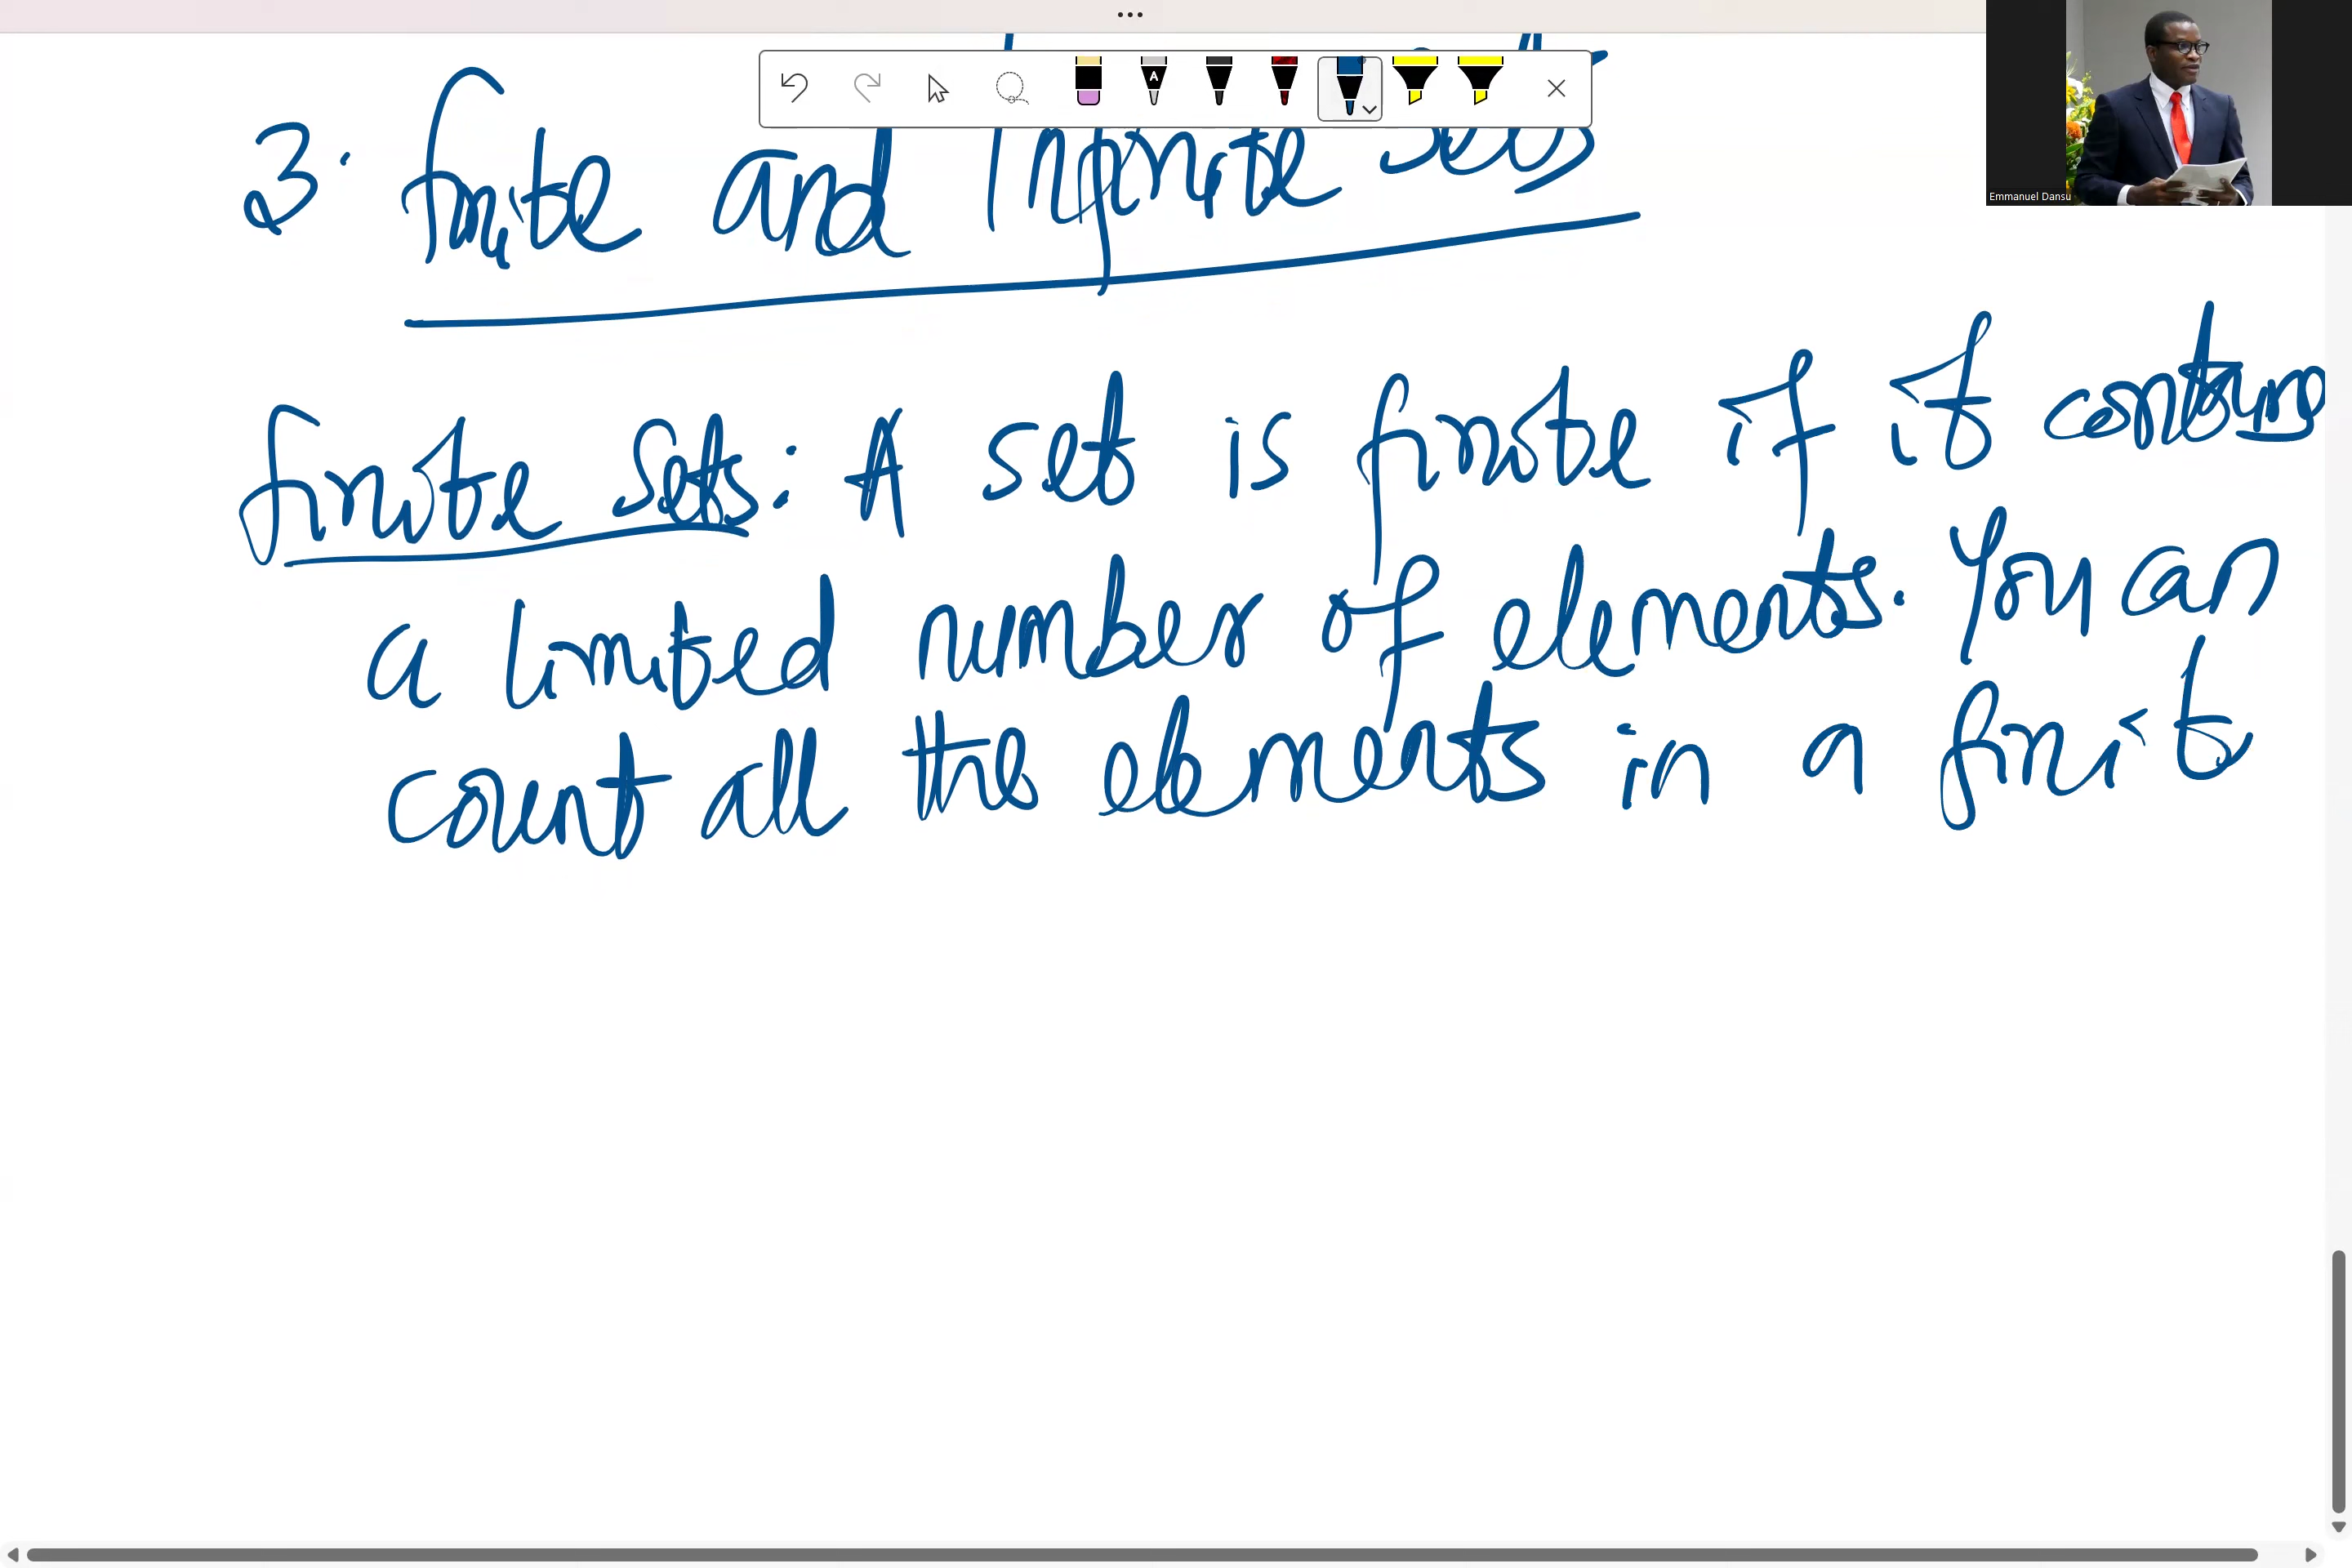 3. Finite and Infinite Sets
Emmanuel Dansu
Finite Sets: A set is finite if it contains
a limited number of elements. You can
count all the elements in a finite